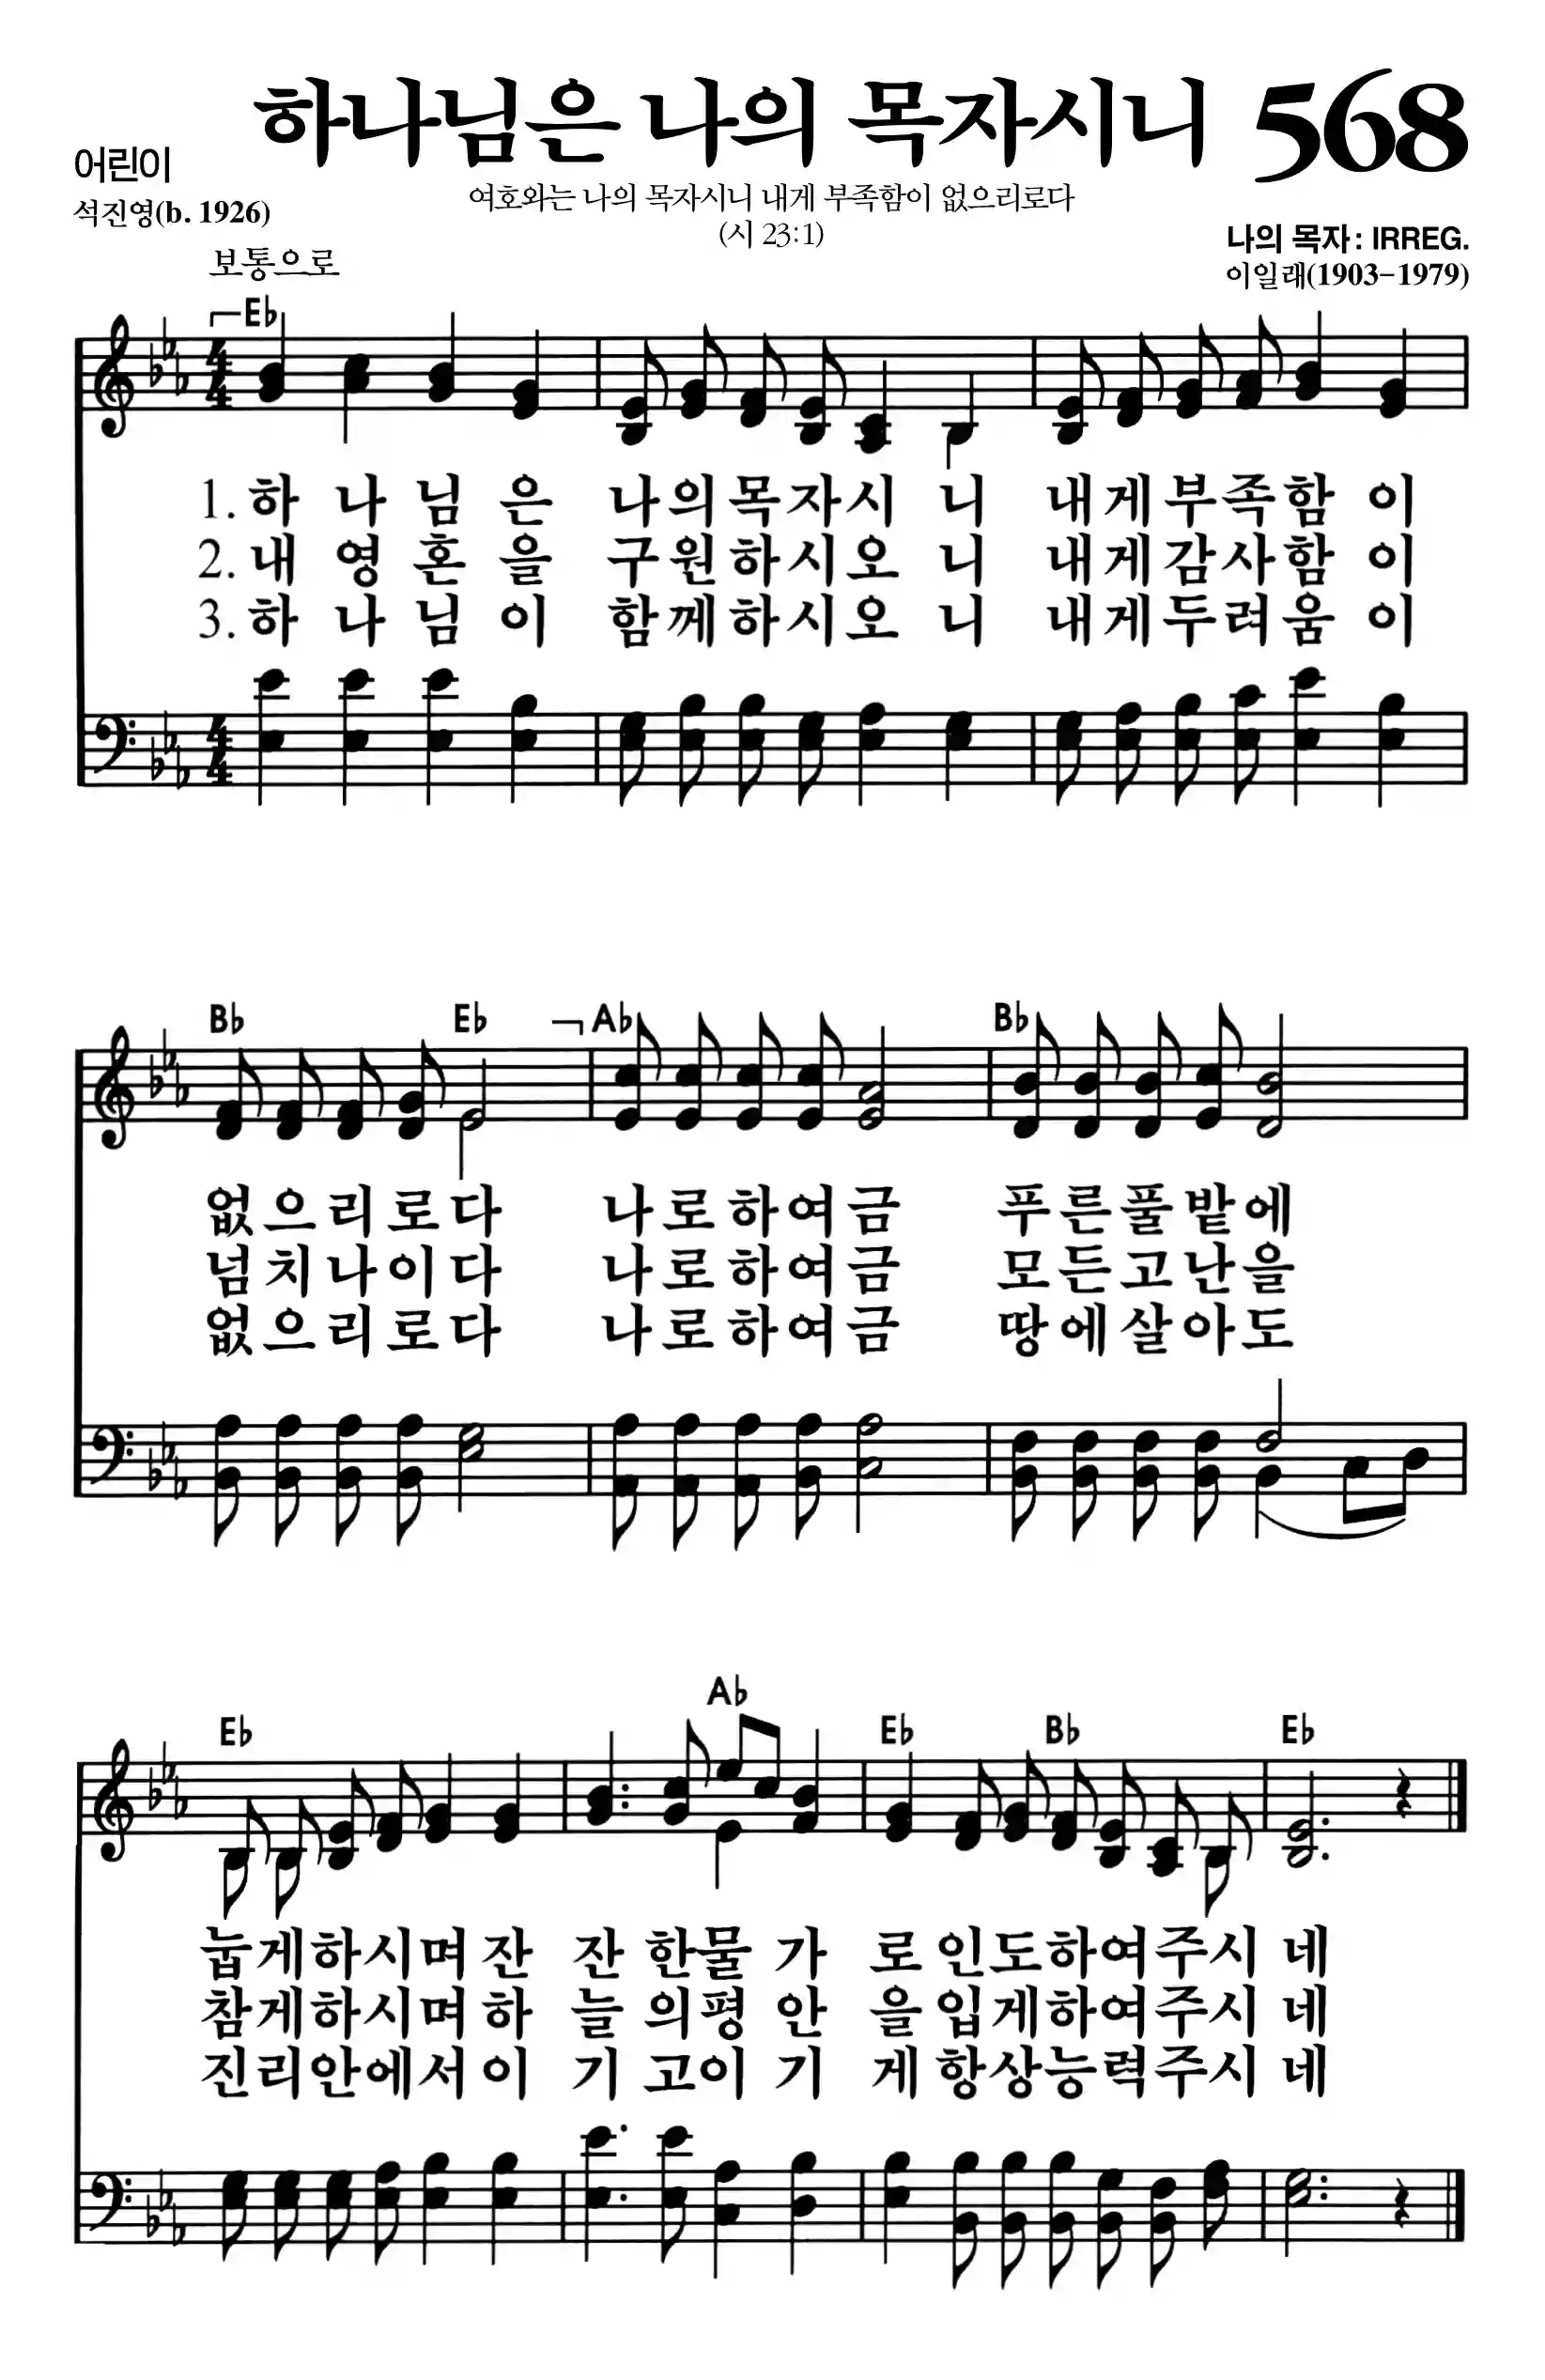 하나님은 나의 목자시니 568
어린이
석진영(b. 1926)
여호와는 나의 목자시니 내게 부족함이 없으리로다
(시 23:1)
나의 목자: IRREG.
이일래(1903-1979)
보통으로
E♭
1. 하 나 님 은 나의목자시 니 내게부족함 이
2. 내 영 혼 을 구원하시오 니 내게감사함 이
3. 하 나 님 이 함께하시오 니 내게두려움 이
B♭ E♭ A♭ B♭
없으리로다 나로하여금 푸른풀밭에
넘치나이다 나로하여금 모든고난을
없으리로다 나로하여금 땅에살아도
E♭ A♭ E♭ B♭ E♭
눕게하시며잔 잔 한물 가 로 인도하여주시 네
참게하시며하 늘 의평 안 을 입게하여주시 네
진리안에서이 기 고이 기 게 항상능력주시 네